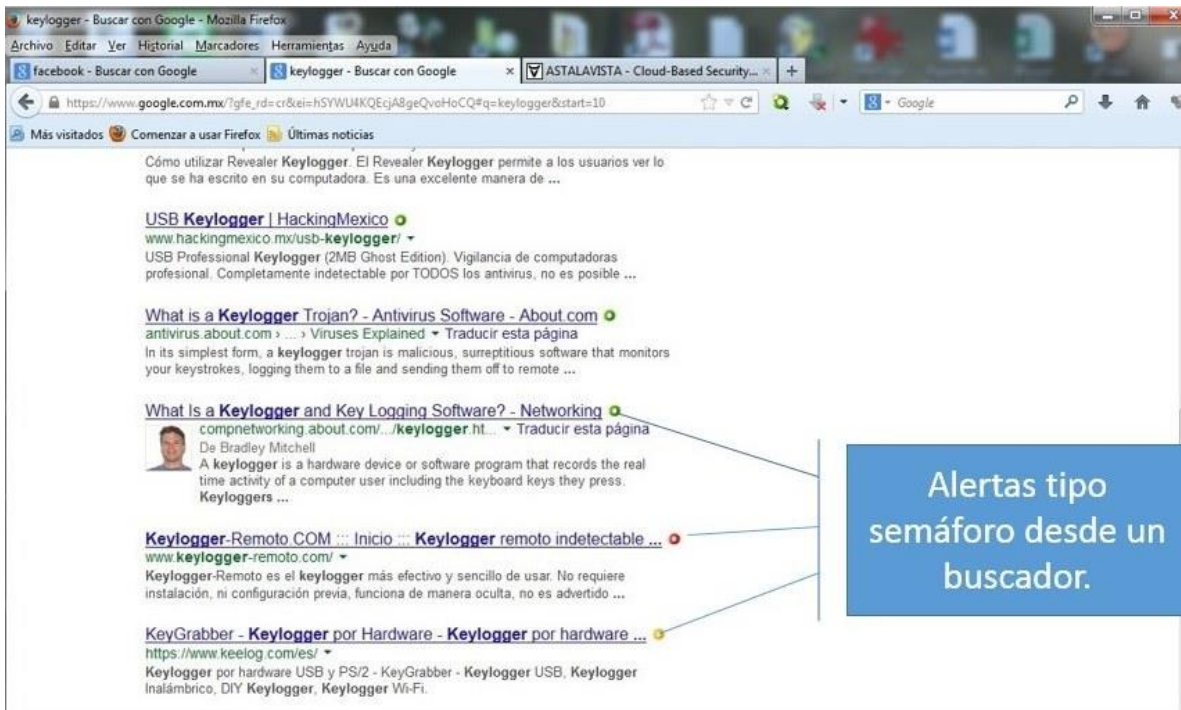 keylogger - Buscar con Google - Mozilla Firefox
Archivo Editar Ver Historial Marcadores Herramientas Ayuda
facebook - Buscar con Google × keylogger - Buscar con Google × ASTALAVISTA - Cloud-Based Security... × +
https://www.google.com.mx/?gfe_rd=cr&ei=hSYWU4KQEcjA8geQvoHoCQ#q=keylogger&start=10 Google
Más visitados Comenzar a usar Firefox Últimas noticias
Cómo utilizar Revealer Keylogger. El Revealer Keylogger permite a los usuarios ver lo
que se ha escrito en su computadora. Es una excelente manera de ...
USB Keylogger | HackingMexico
www.hackingmexico.mx/usb-keylogger/
USB Professional Keylogger (2MB Ghost Edition). Vigilancia de computadoras
profesional. Completamente indetectable por TODOS los antivirus, no es posible ...
What is a Keylogger Trojan? - Antivirus Software - About.com
antivirus.about.com › ... › Viruses Explained Traducir esta página
In its simplest form, a keylogger trojan is malicious, surreptitious software that monitors
your keystrokes, logging them to a file and sending them off to remote ...
What Is a Keylogger and Key Logging Software? - Networking
compnetworking.about.com/.../keylogger.ht... Traducir esta página
De Bradley Mitchell
A keylogger is a hardware device or software program that records the real
time activity of a computer user including the keyboard keys they press.
Keyloggers ...
Keylogger-Remoto.COM ::: Inicio ::: Keylogger remoto indetectable ...
www.keylogger-remoto.com/
Keylogger-Remoto es el keylogger más efectivo y sencillo de usar. No requiere
instalación, ni configuración previa, funciona de manera oculta, no es advertido ...
KeyGrabber - Keylogger por Hardware - Keylogger por hardware ...
https://www.keelog.com/es/
Keylogger por hardware USB y PS/2 - KeyGrabber - Keylogger USB, Keylogger
Inalámbrico, DIY Keylogger, Keylogger Wi-Fi.
Alertas tipo
semáforo desde un
buscador.